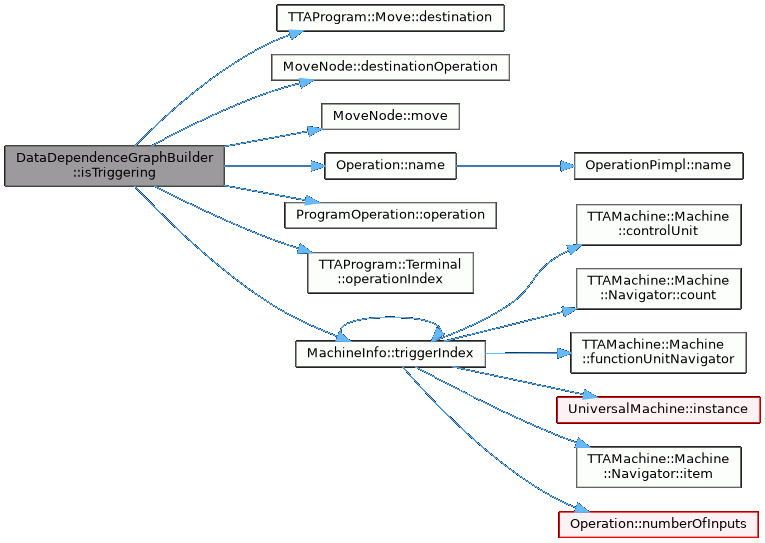 TTAProgram::Move::destination
MoveNode::destinationOperation
MoveNode::move
DataDependenceGraphBuilder
::isTriggering
Operation::name
OperationPimpl::name
ProgramOperation::operation
TTAMachine::Machine
::controlUnit
TTAProgram::Terminal
::operationIndex
TTAMachine::Machine
::Navigator::count
MachineInfo::triggerIndex
TTAMachine::Machine
::functionUnitNavigator
UniversalMachine::instance
TTAMachine::Machine
::Navigator::item
Operation::numberOfInputs